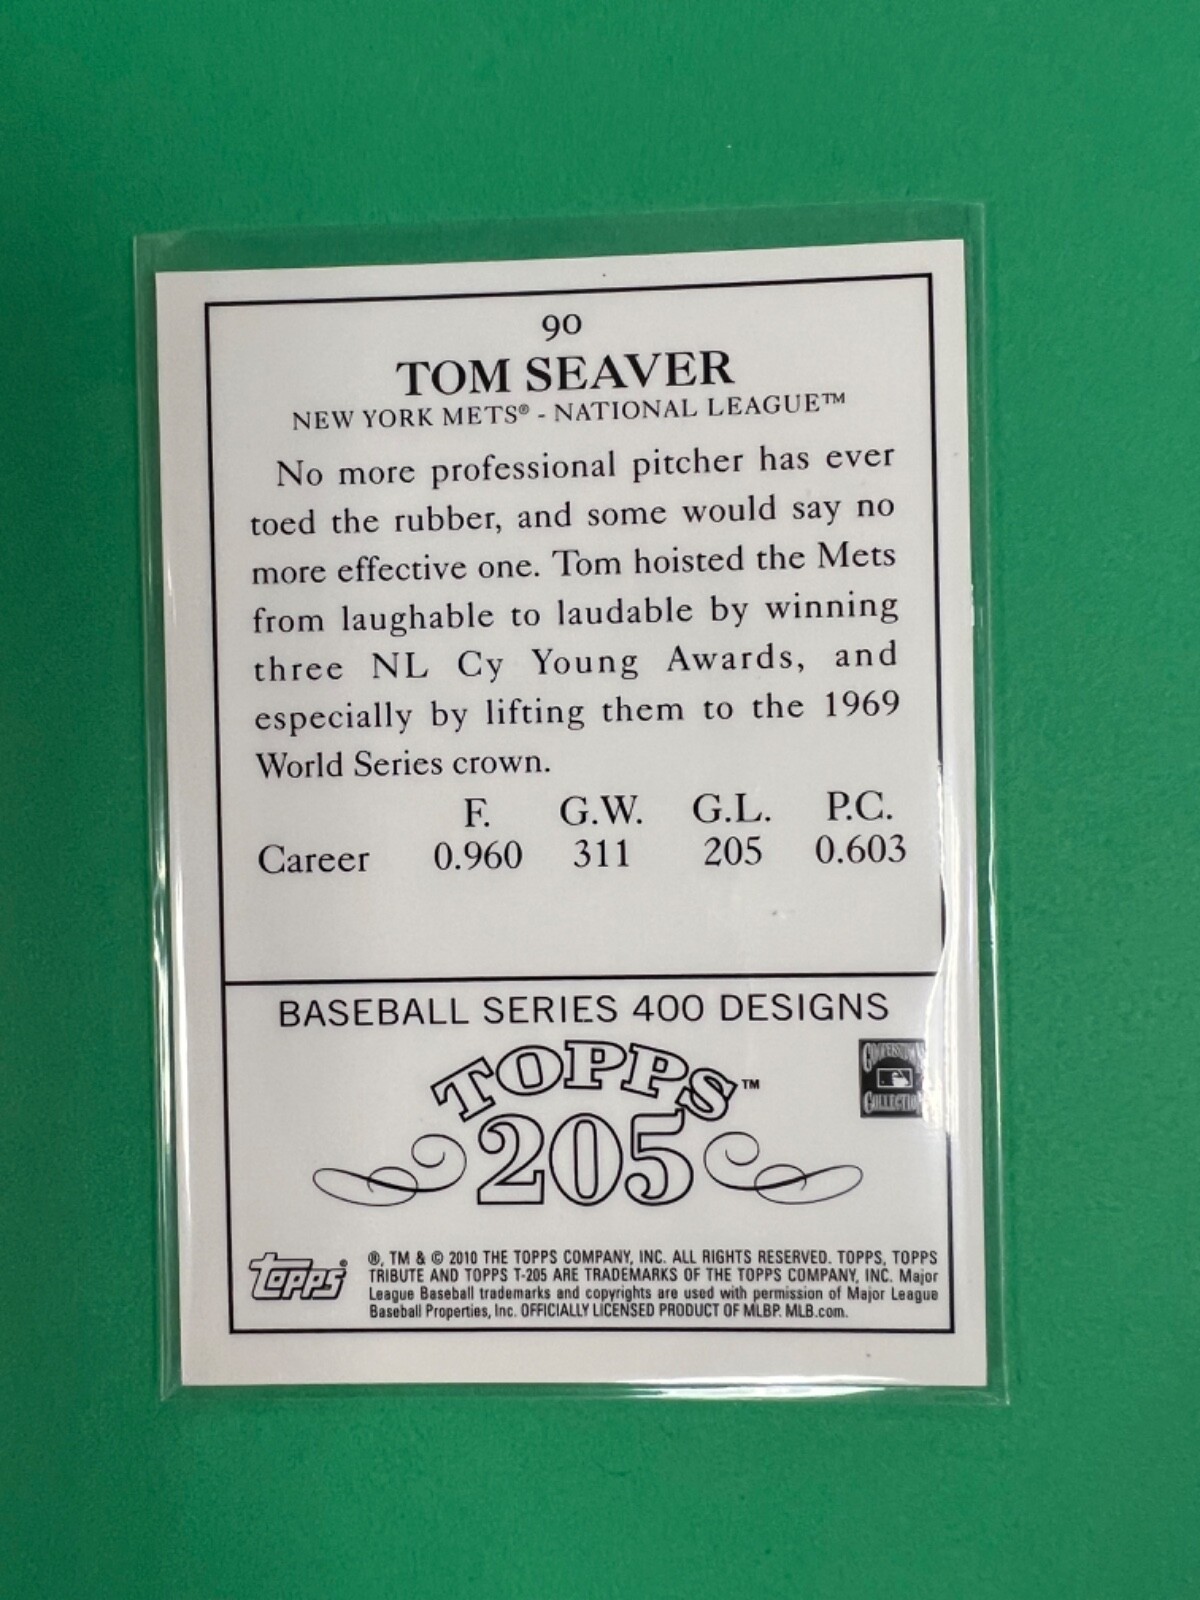 90
TOM SEAVER
NEW YORK METS® - NATIONAL LEAGUE™
No more professional pitcher has ever
toed the rubber, and some would say no
more effective one. Tom hoisted the Mets
from laughable to laudable by winning
three NL Cy Young Awards, and
especially by lifting them to the 1969
World Series crown.
F. G.W. G.L. P.C.
Career 0.960 311 205 0.603
BASEBALL SERIES 400 DESIGNS
TOPPS™
205
COOPERSTOWN
COLLECTION
Topps®
®, TM & © 2010 THE TOPPS COMPANY, INC. ALL RIGHTS RESERVED. TOPPS, TOPPS
TRIBUTE AND TOPPS T-205 ARE TRADEMARKS OF THE TOPPS COMPANY, INC. Major
League Baseball trademarks and copyrights are used with permission of Major League
Baseball Properties, Inc. OFFICIALLY LICENSED PRODUCT OF MLBP. MLB.com.